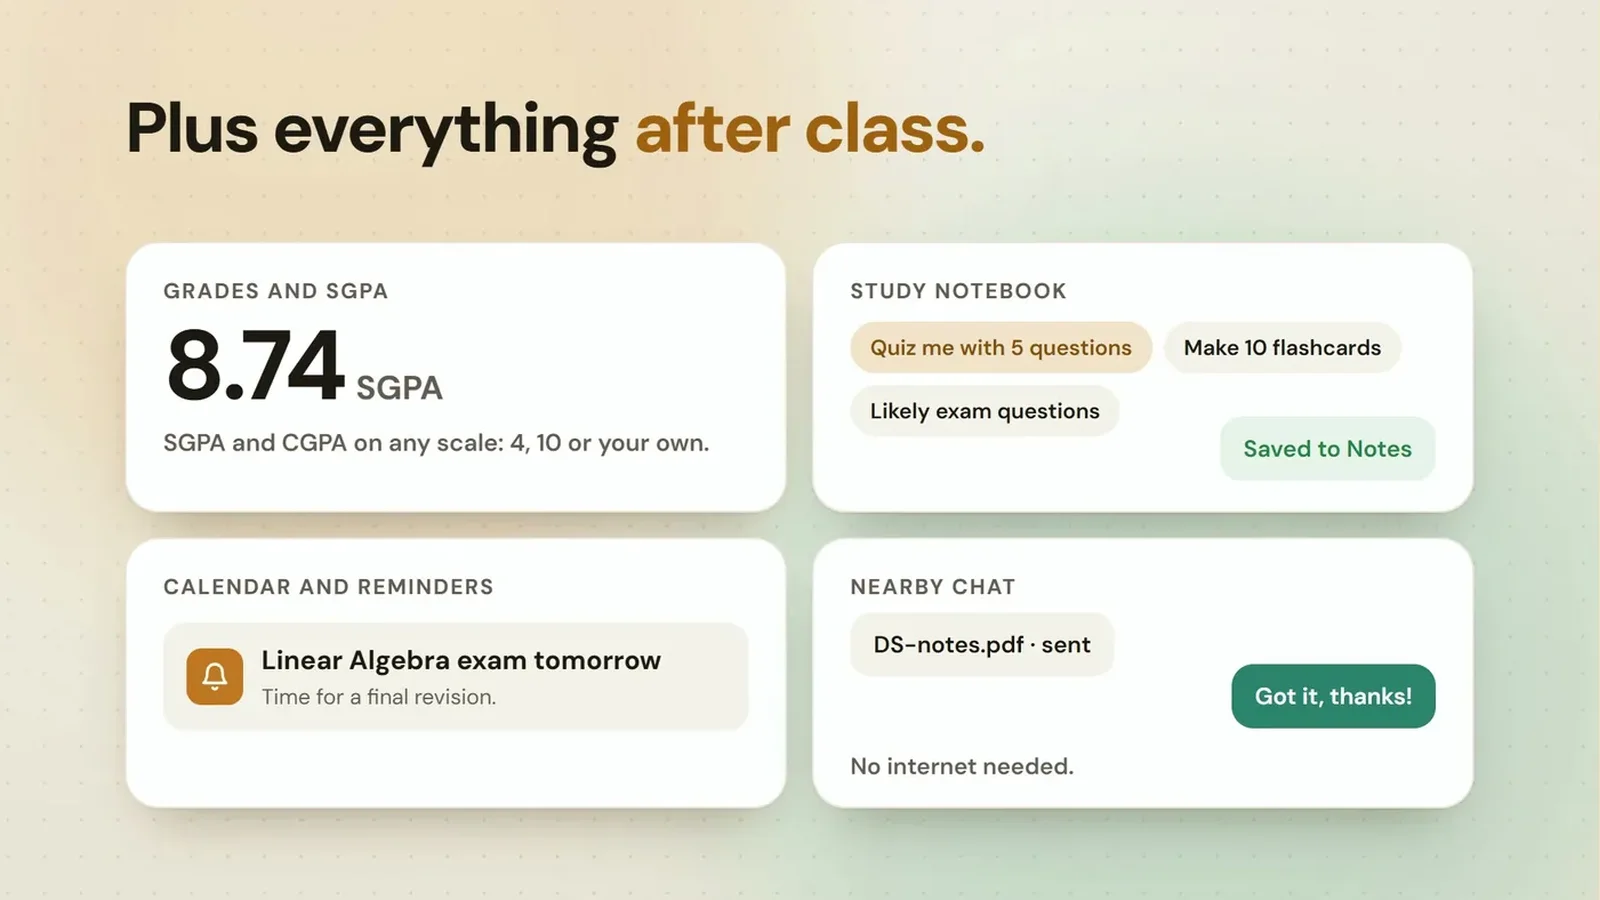 Plus everything after class.
GRADES AND SGPA
8.74 SGPA
SGPA and CGPA on any scale: 4, 10 or your own.
STUDY NOTEBOOK
Quiz me with 5 questions
Make 10 flashcards
Likely exam questions
Saved to Notes
CALENDAR AND REMINDERS
Linear Algebra exam tomorrow
Time for a final revision.
NEARBY CHAT
DS-notes.pdf · sent
Got it, thanks!
No internet needed.